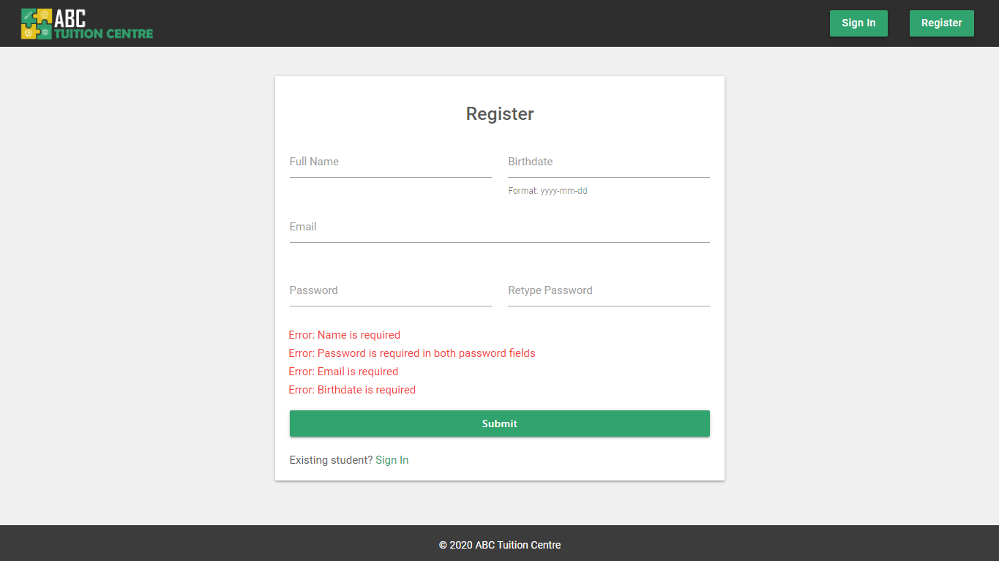 ABC
TUITION CENTRE
Sign In
Register
Register
Full Name
Birthdate
Format: yyyy-mm-dd
Email
Password
Retype Password
Error: Name is required
Error: Password is required in both password fields
Error: Email is required
Error: Birthdate is required
Submit
Existing student? Sign In
© 2020 ABC Tuition Centre